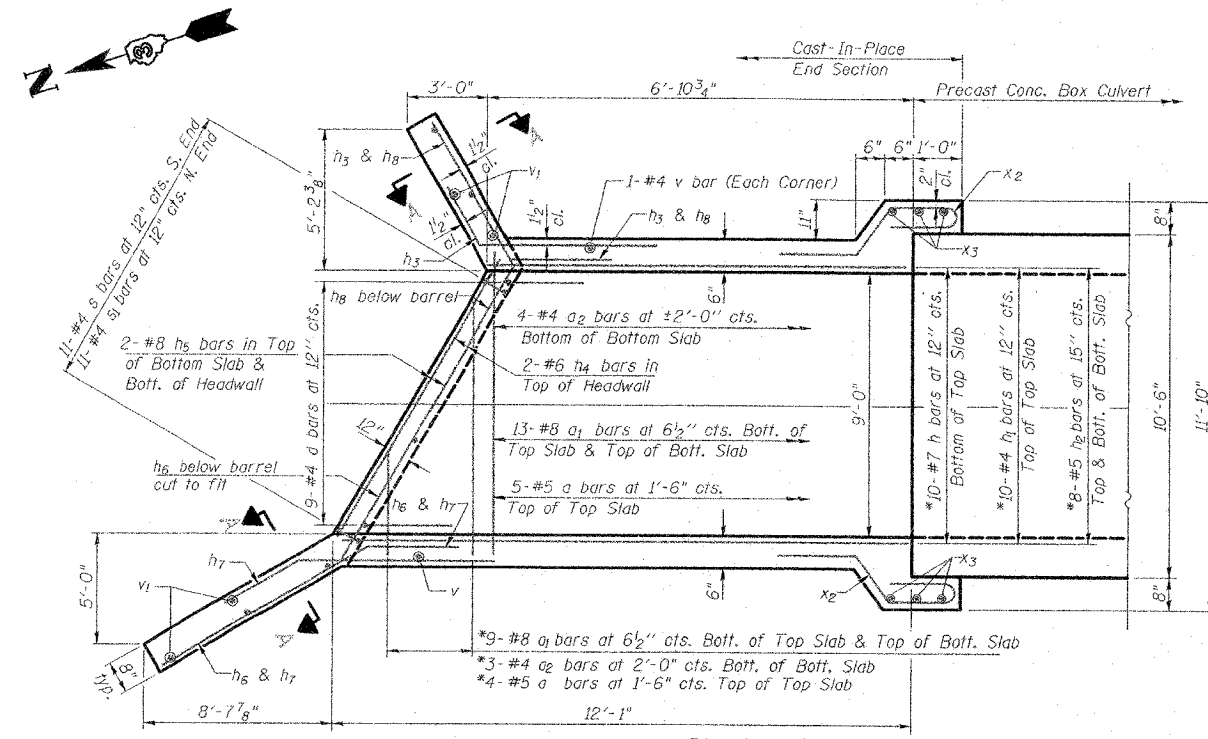 Cast-In-Place
End Section
N
3'-0"
6'-10¾"
Precast Conc. Box Culvert
11-#4 s bars at 12" cts. S. End
11-#4 s1 bars at 12" cts. N. End
5'-2⅜"
h3 & h8
1½" cl.
A
v1
1-#4 v bar (Each Corner)
6"
6"
1'-0"
2" cl.
x2
A
1½" cl.
1½" cl.
h3 & h8
11"
x3
8"
h3
h8 below barrel
6"
4-#4 a2 bars at ±2'-0" cts.
Bottom of Bottom Slab
2-#8 h5 bars in Top
of Bottom Slab &
Bott. of Headwall
9-#4 d bars at 12" cts.
2-#6 h4 bars in
Top of Headwall
12"
13-#8 a1 bars at 6½" cts. Bott. of
Top Slab & Top of Bott. Slab
9'-0"
*10-#7 h bars at 12" cts.
Bottom of Top Slab
*10-#4 h1 bars at 12" cts.
Top of Top Slab
*8-#5 h2 bars at 15" cts.
Top & Bott. of Bott. Slab
10'-6"
11'-10"
h6 below barrel
cut to fit
5-#5 a bars at 1'-6" cts.
Top of Top Slab
h6 & h7
A
h7
v1
v
5'-0"
6"
x2
x3
8"
A
*9-#8 a1 bars at 6½" cts. Bott. of Top Slab & Top of Bott. Slab
*3-#4 a2 bars at 2'-0" cts. Bott. of Bott. Slab
*4-#5 a bars at 1'-6" cts. Top of Top Slab
8" typ.
h6 & h7
8'-7⅞"
12'-1"